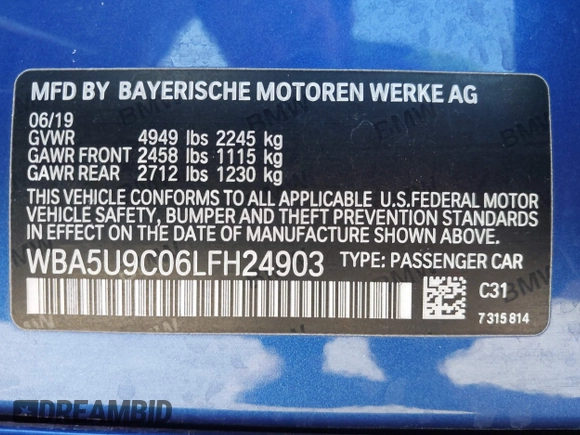 MFD BY BAYERISCHE MOTOREN WERKE AG
06/19
GVWR 4949 lbs 2245 kg
GAWR FRONT 2458 lbs 1115 kg
GAWR REAR 2712 lbs 1230 kg
THIS VEHICLE CONFORMS TO ALL APPLICABLE U.S.FEDERAL MOTOR
VEHICLE SAFETY, BUMPER AND THEFT PREVENTION STANDARDS
IN EFFECT ON THE DATE OF MANUFACTURE SHOWN ABOVE.
WBA5U9C06LFH24903 TYPE: PASSENGER CAR
C31
7 315 814
DREAMBID